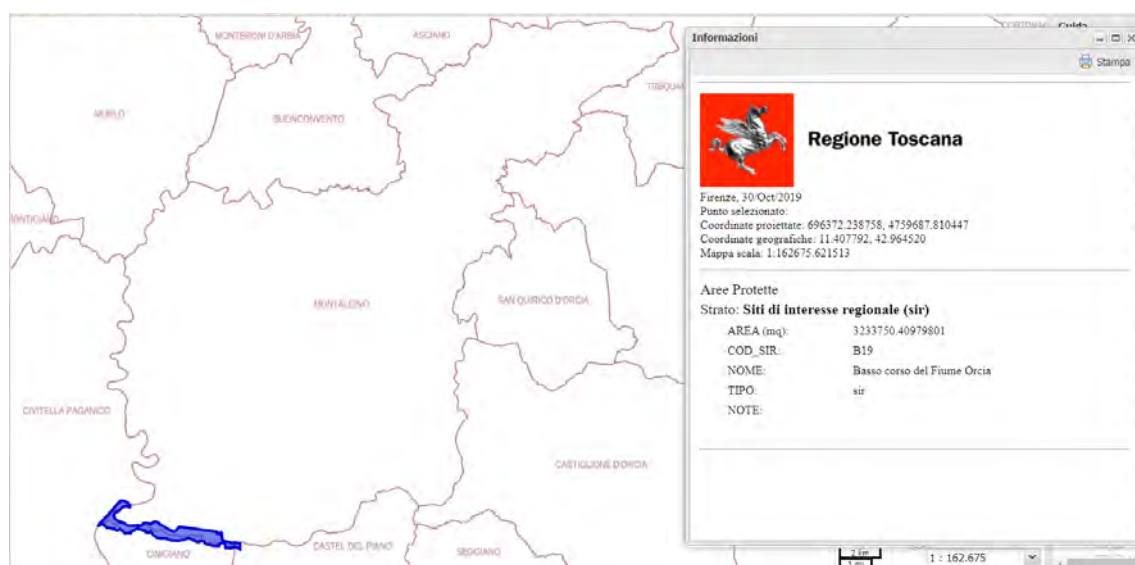 MONTERONI D'ARBIA
ASCIANO
Guida
MURLO
BUONCONVENTO
MONTALCINO
SAN QUIRICO D'ORCIA
CIVITELLA PAGANICO
CASTIGLIONE D'ORCIA
CINIGIANO
CASTEL DEL PIANO
SEGGIANO
2 km
1 mi
1 : 162.675
Informazioni
Stampa
Regione Toscana
Firenze, 30/Oct/2019
Punto selezionato:
Coordinate proiettate: 696372.238758, 4759687.810447
Coordinate geografiche: 11.407792, 42.964520
Mappa scala: 1:162675.621513
Aree Protette
Strato: Siti di interesse regionale (sir)
AREA (mq): 3233750.40979801
COD_SIR: B19
NOME: Basso corso del Fiume Orcia
TIPO: sir
NOTE: